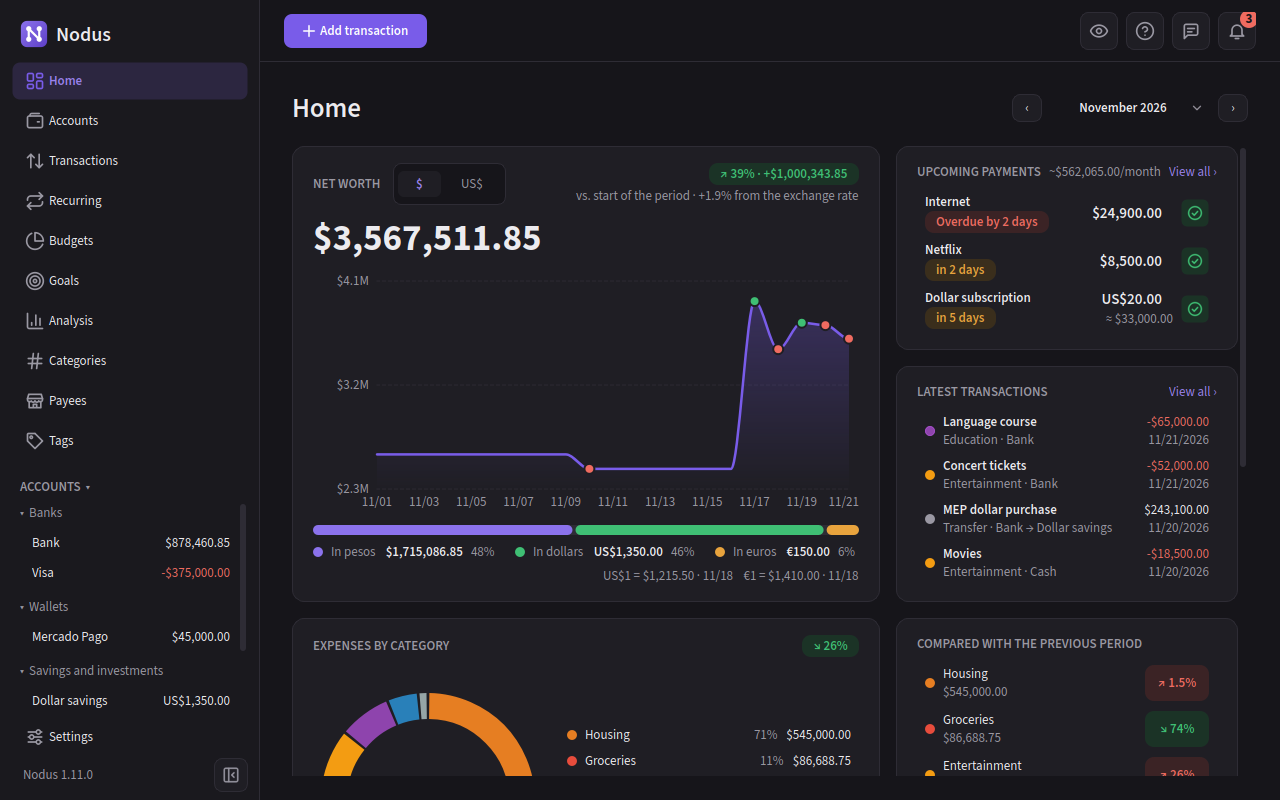 Nodus
Home
Accounts
Transactions
Recurring
Budgets
Goals
Analysis
Categories
Payees
Tags
ACCOUNTS
Banks
Bank $878,460.85
Visa -$375,000.00
Wallets
Mercado Pago $45,000.00
Savings and investments
Dollar savings US$1,350.00
Settings
Nodus 1.11.0
+ Add transaction
3
Home
‹ November 2026 ›
NET WORTH $ US$
↗ 39% · +$1,000,343.85
vs. start of the period · +1.9% from the exchange rate
$3,567,511.85
$4.1M
$3.2M
$2.3M
11/01 11/03 11/05 11/07 11/09 11/11 11/13 11/15 11/17 11/19 11/21
In pesos $1,715,086.85 48% In dollars US$1,350.00 46% In euros €150.00 6%
US$1 = $1,215.50 · 11/18 €1 = $1,410.00 · 11/18
UPCOMING PAYMENTS ~$562,065.00/month View all ›
Internet
Overdue by 2 days
$24,900.00
Netflix
in 2 days
$8,500.00
Dollar subscription
in 5 days
US$20.00
≈ $33,000.00
LATEST TRANSACTIONS View all ›
Language course -$65,000.00
Education · Bank 11/21/2026
Concert tickets -$52,000.00
Entertainment · Bank 11/21/2026
MEP dollar purchase $243,100.00
Transfer · Bank → Dollar savings 11/20/2026
Movies -$18,500.00
Entertainment · Cash 11/20/2026
EXPENSES BY CATEGORY ↘ 26%
Housing 71% $545,000.00
Groceries 11% $86,688.75
COMPARED WITH THE PREVIOUS PERIOD
Housing
$545,000.00
↗ 1.5%
Groceries
$86,688.75
↘ 74%
Entertainment
↗ 26%